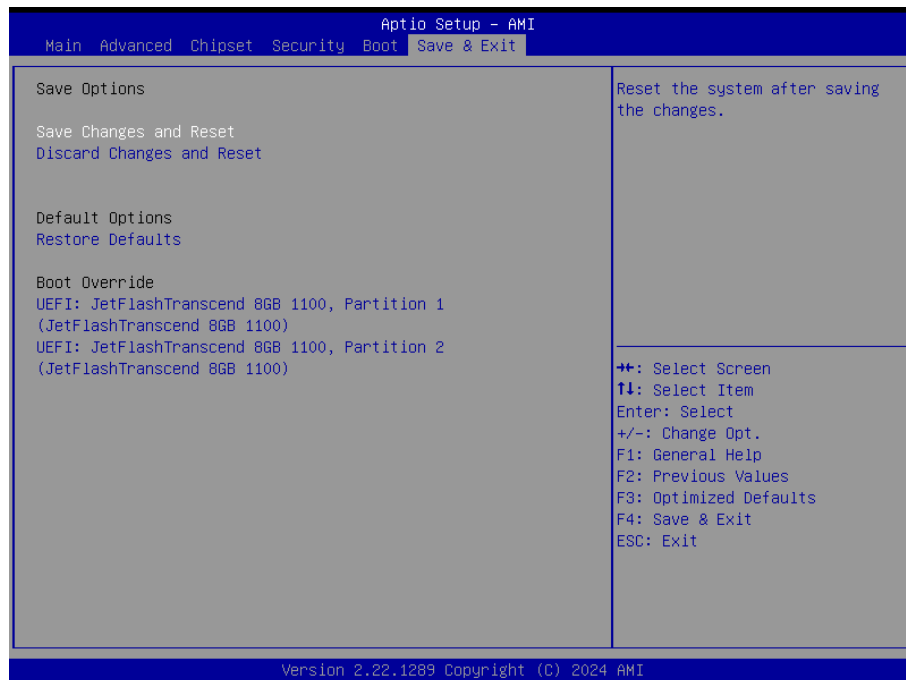 Aptio Setup – AMI
Main Advanced Chipset Security Boot Save & Exit
Save Options
Save Changes and Reset
Discard Changes and Reset
Default Options
Restore Defaults
Boot Override
UEFI: JetFlashTranscend 8GB 1100, Partition 1
(JetFlashTranscend 8GB 1100)
UEFI: JetFlashTranscend 8GB 1100, Partition 2
(JetFlashTranscend 8GB 1100)
Reset the system after saving
the changes.
→←: Select Screen
↑↓: Select Item
Enter: Select
+/-: Change Opt.
F1: General Help
F2: Previous Values
F3: Optimized Defaults
F4: Save & Exit
ESC: Exit
Version 2.22.1289 Copyright (C) 2024 AMI